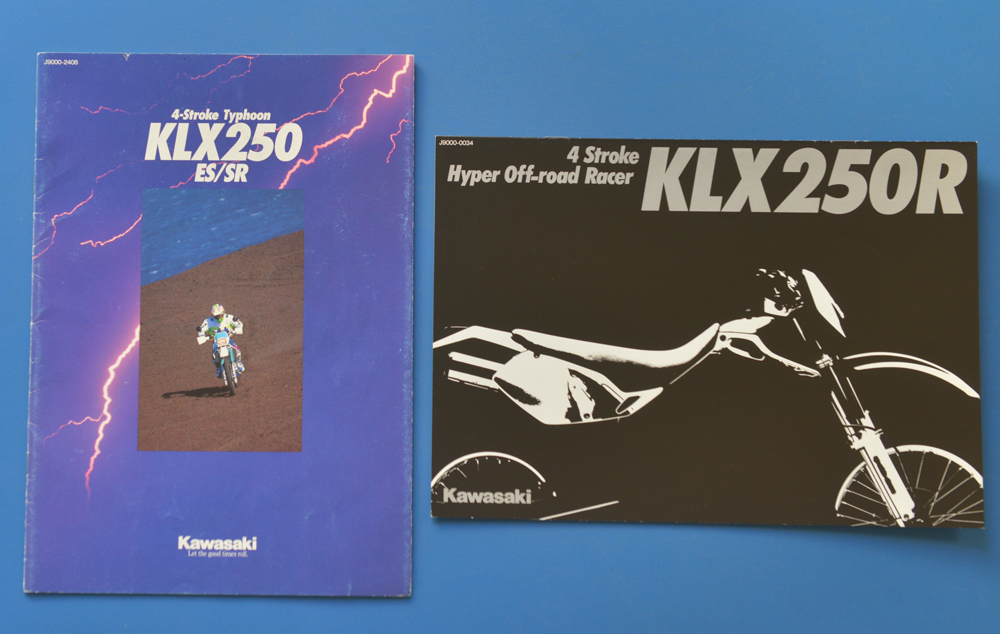 J9000-2408
4-Stroke Typhoon
KLX250
ES/SR
Kawasaki
Let the good times roll.
J9000-0034
4 Stroke
Hyper Off-road Racer
KLX250R
Kawasaki